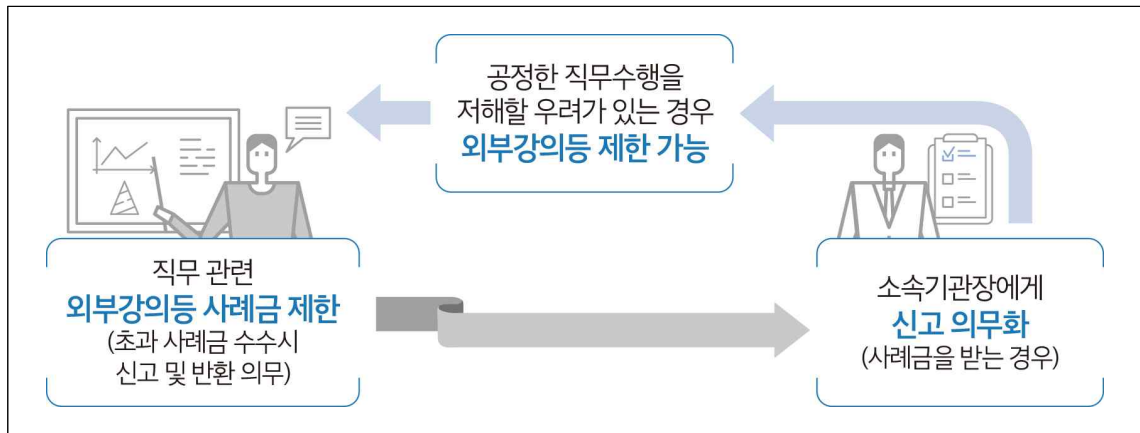 공정한 직무수행을
저해할 우려가 있는 경우
외부강의등 제한 가능
직무 관련
외부강의등 사례금 제한
(초과 사례금 수수시
신고 및 반환 의무)
소속기관장에게
신고 의무화
(사례금을 받는 경우)